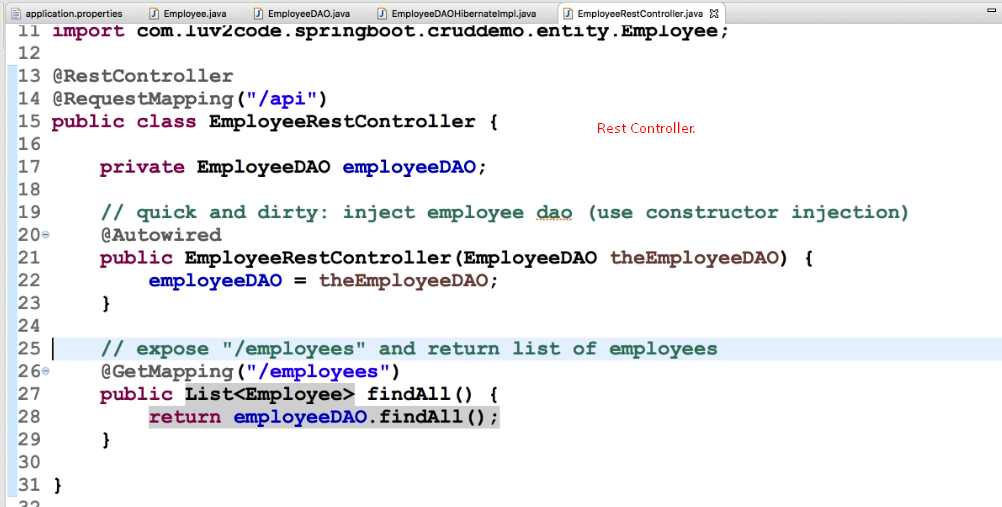 application.properties Employee.java EmployeeDAO.java EmployeeDAOHibernateImpl.java EmployeeRestController.java
11 import com.luv2code.springboot.cruddemo.entity.Employee;
12
13 @RestController
14 @RequestMapping("/api")
15 public class EmployeeRestController {
Rest Controller.
16
17 private EmployeeDAO employeeDAO;
18
19 // quick and dirty: inject employee dao (use constructor injection)
20 @Autowired
21 public EmployeeRestController(EmployeeDAO theEmployeeDAO) {
22 employeeDAO = theEmployeeDAO;
23 }
24
25 // expose "/employees" and return list of employees
26 @GetMapping("/employees")
27 public List<Employee> findAll() {
28 return employeeDAO.findAll();
29 }
30
31 }
32